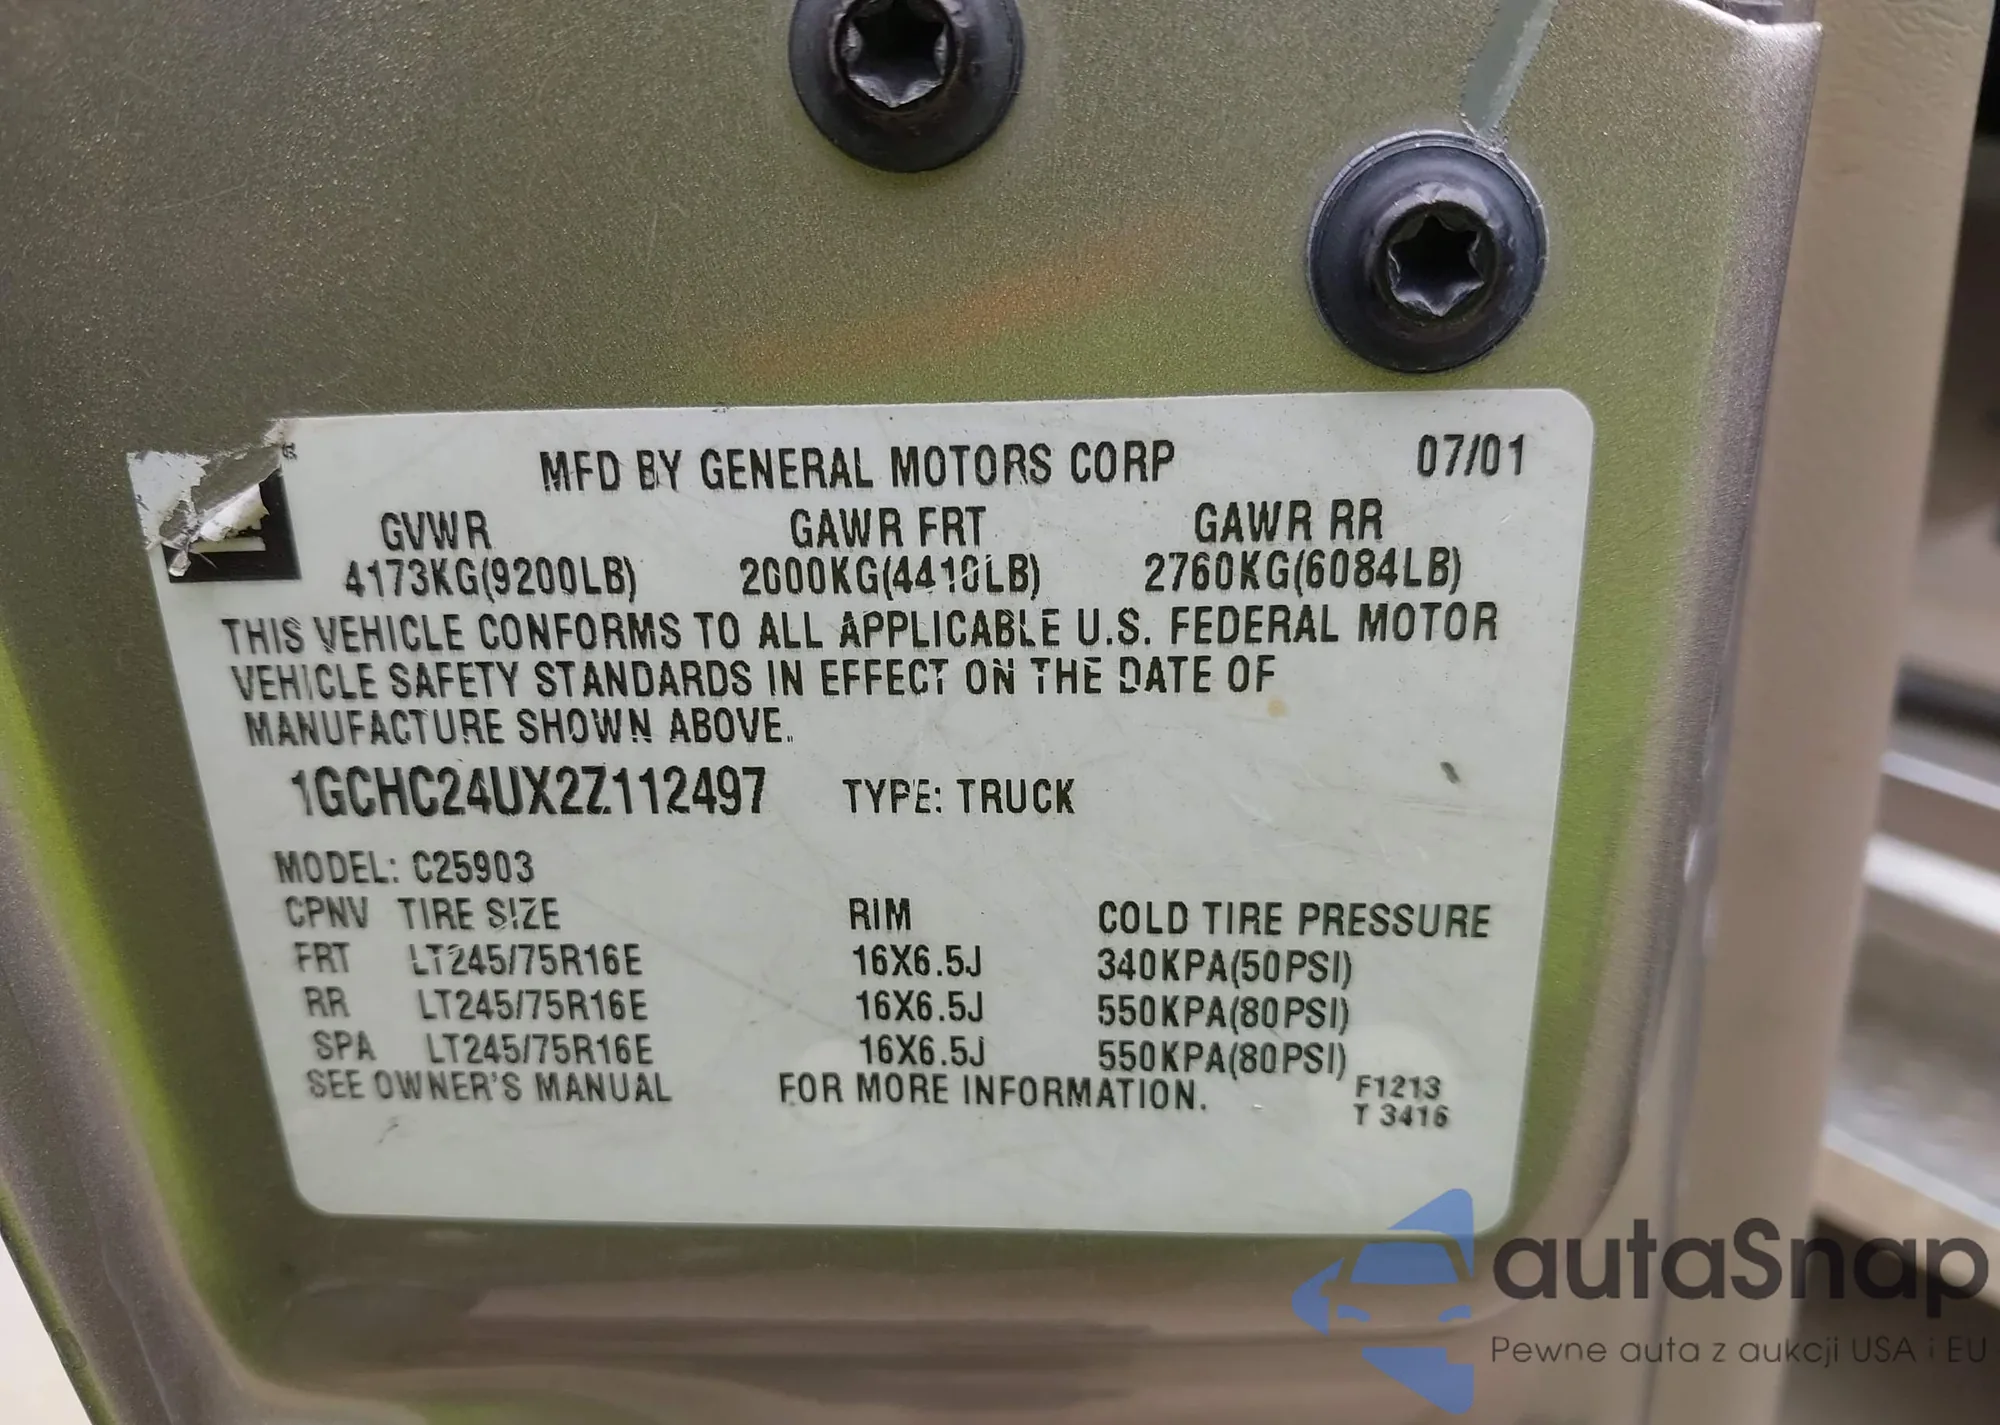 MFD BY GENERAL MOTORS CORP 07/01
GVWR GAWR FRT GAWR RR
4173KG(9200LB) 2000KG(4410LB) 2760KG(6084LB)
THIS VEHICLE CONFORMS TO ALL APPLICABLE U.S. FEDERAL MOTOR
VEHICLE SAFETY STANDARDS IN EFFECT ON THE DATE OF
MANUFACTURE SHOWN ABOVE.
1GCHC24UX2Z112497 TYPE: TRUCK
MODEL: C25903
CPNV TIRE SIZE RIM COLD TIRE PRESSURE
FRT LT245/75R16E 16X6.5J 340KPA(50PSI)
RR LT245/75R16E 16X6.5J 550KPA(80PSI)
SPA LT245/75R16E 16X6.5J 550KPA(80PSI)
SEE OWNER'S MANUAL FOR MORE INFORMATION.
F1213
T 3416
autaSnap
Pewne auta z aukcji USA i EU